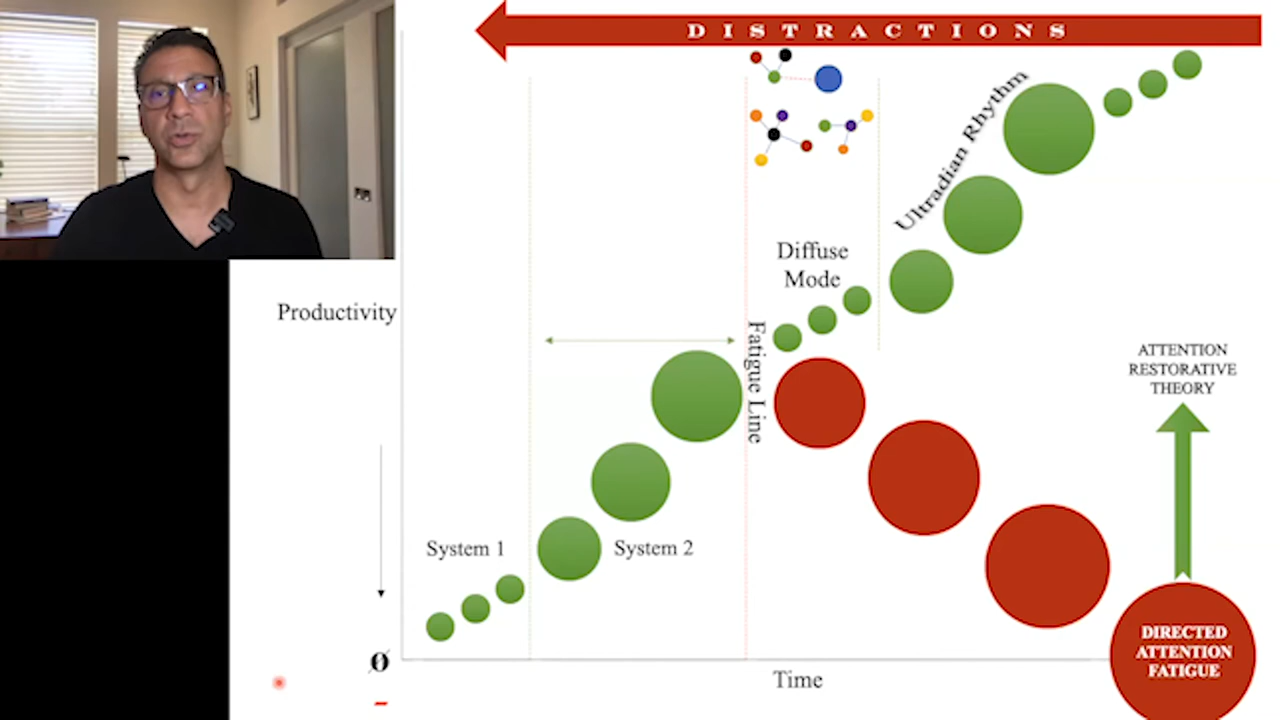 DISTRACTIONS
Ultradian Rhythm
Diffuse
Mode
Productivity
Fatigue Line
ATTENTION
RESTORATIVE
THEORY
System 1
System 2
DIRECTED
ATTENTION
FATIGUE
0
-
Time